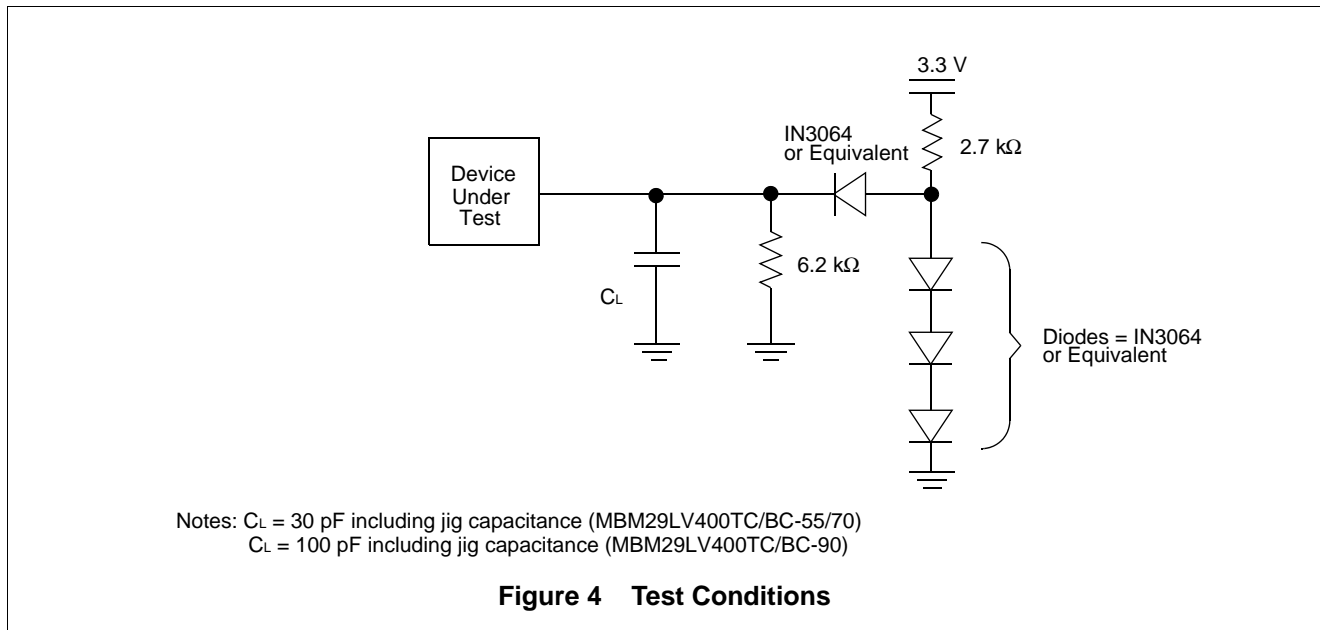 3.3 V
IN3064
or Equivalent
2.7 kΩ
Device
Under
Test
6.2 kΩ
CL
Diodes = IN3064
or Equivalent
Notes: CL = 30 pF including jig capacitance (MBM29LV400TC/BC-55/70)
CL = 100 pF including jig capacitance (MBM29LV400TC/BC-90)
Figure 4 Test Conditions